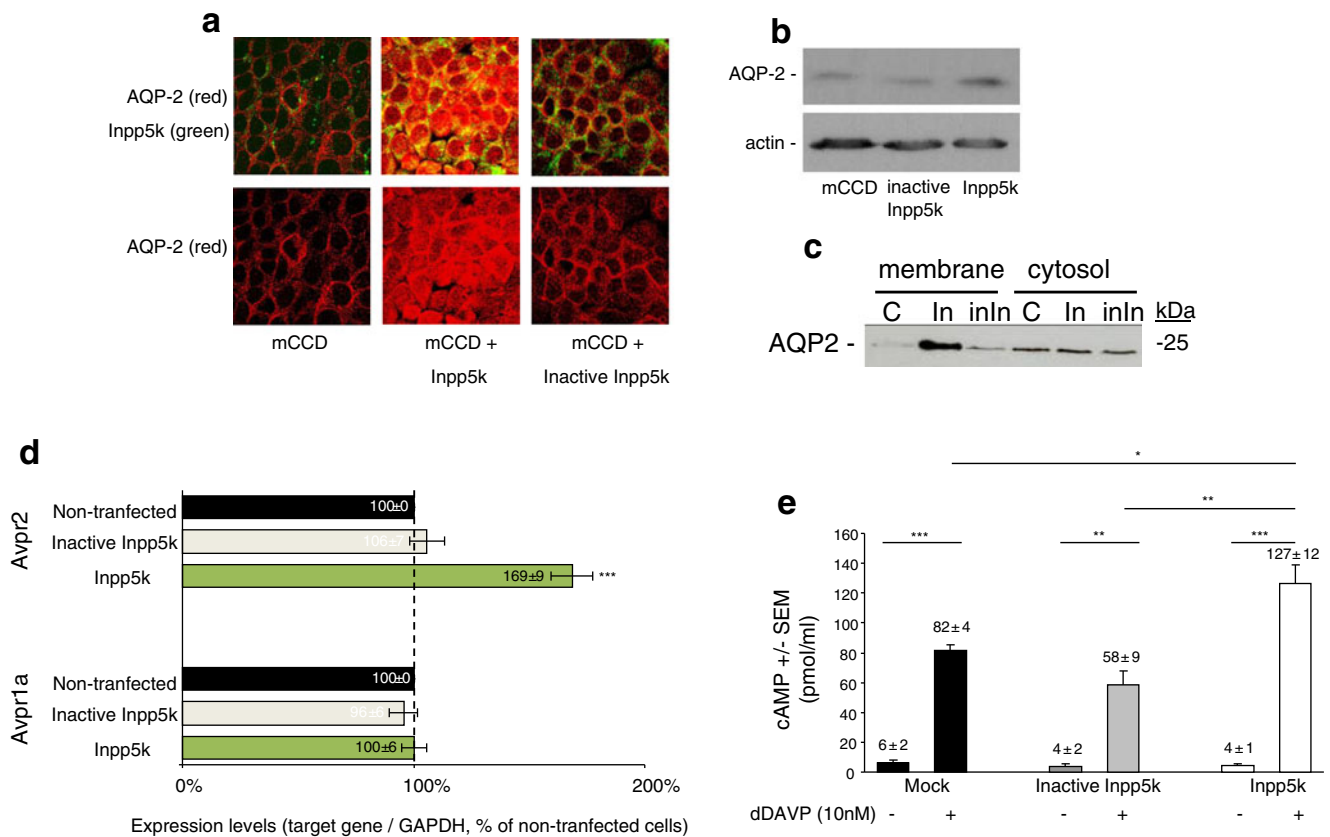 a
AQP-2 (red)
Inpp5k (green)
AQP-2 (red)
mCCD
mCCD +
Inpp5k
mCCD +
Inactive Inpp5k
b
AQP-2 -
actin -
mCCD
inactive
Inpp5k
Inpp5k
c
membrane cytosol
C In inIn C In inIn kDa
AQP2 - -25
d
Avpr2
Non-tranfected 100±0
Inactive Inpp5k 106±7
Inpp5k 169±9 ***
Avpr1a
Non-tranfected 100±0
Inactive Inpp5k 96±6
Inpp5k 100±6
0% 100% 200%
Expression levels (target gene / GAPDH, % of non-tranfected cells)
e
*
**
*** ** ***
cAMP +/- SEM
(pmol/ml)
160
140
120
100
80
60
40
20
0
6±2 82±4 4±2 58±9 4±1 127±12
Mock Inactive Inpp5k Inpp5k
dDAVP (10nM) - + - + - +